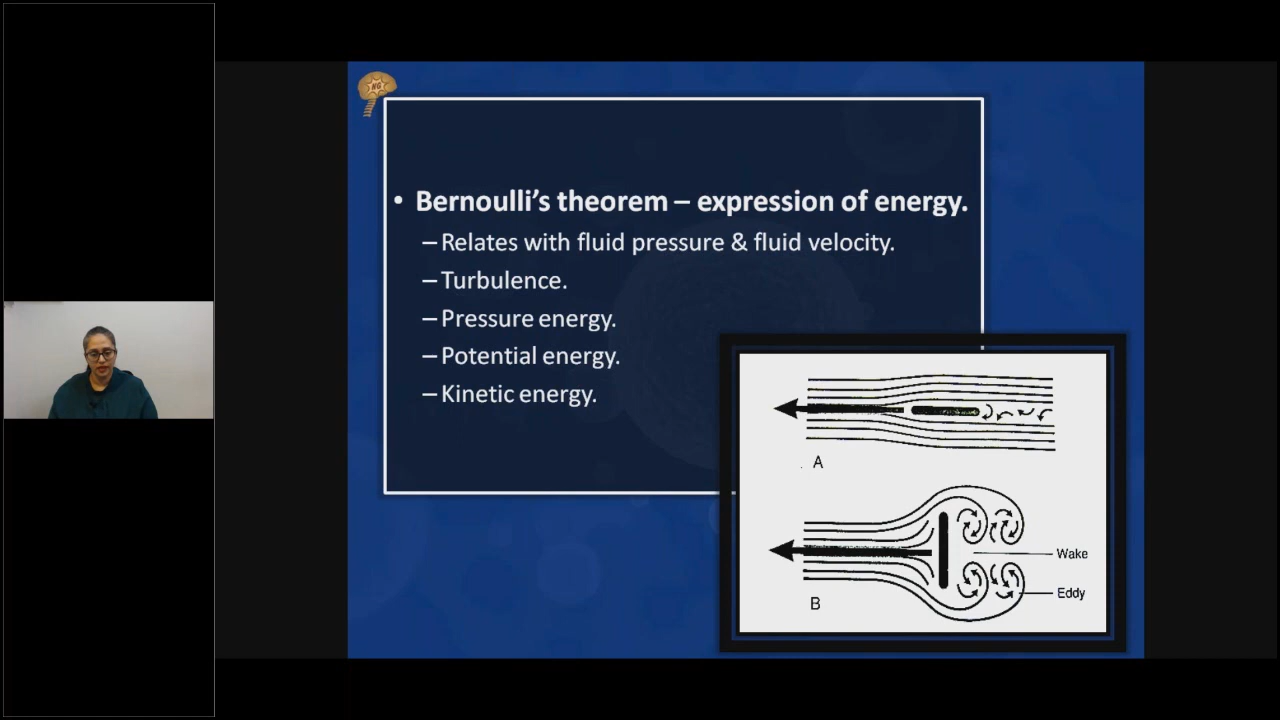 NG
• Bernoulli’s theorem – expression of energy.
– Relates with fluid pressure & fluid velocity.
– Turbulence.
– Pressure energy.
– Potential energy.
– Kinetic energy.
A
B
Wake
Eddy